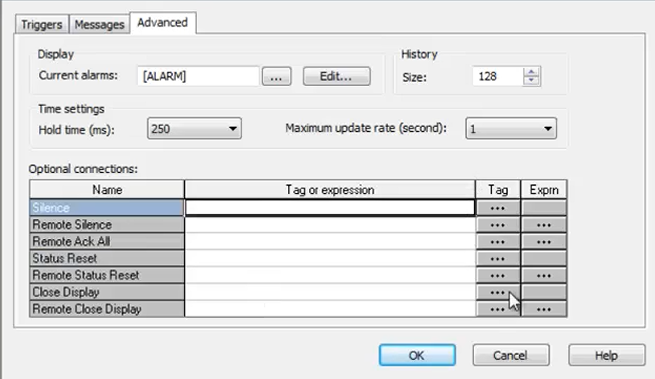 Triggers Messages Advanced
Display History
Current alarms: [ALARM] ... Edit... Size: 128
Time settings
Hold time (ms): 250 Maximum update rate (second): 1
Optional connections:
Name Tag or expression Tag Exprn
Silence ...
Remote Silence ... ...
Remote Ack All ... ...
Status Reset ...
Remote Status Reset ... ...
Close Display ...
Remote Close Display ... ...
OK Cancel Help